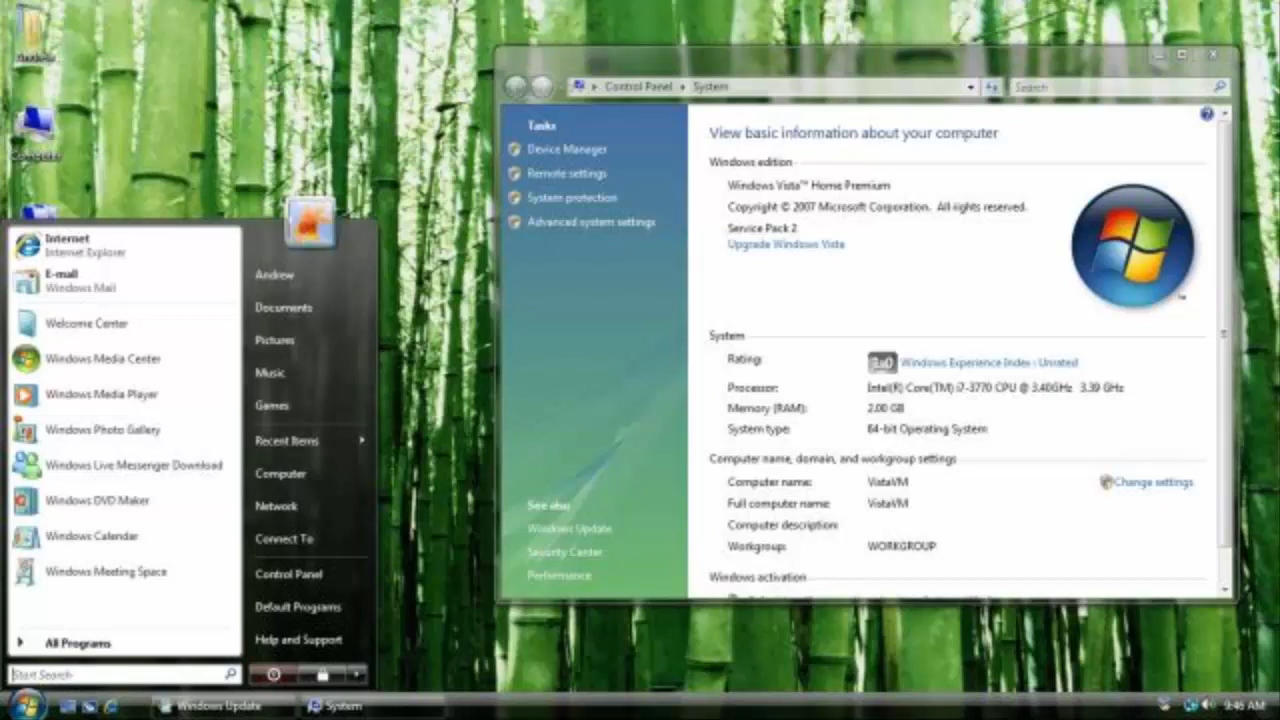 Computer
Internet
Internet Explorer
E-mail
Windows Mail
Welcome Center
Windows Media Center
Windows Media Player
Windows Photo Gallery
Windows Live Messenger Download
Windows DVD Maker
Windows Calendar
Windows Meeting Space
All Programs
Start Search
Andrew
Documents
Pictures
Music
Games
Recent Items
Computer
Network
Connect To
Control Panel
Default Programs
Help and Support
Control Panel System
Search
Tasks
Device Manager
Remote settings
System protection
Advanced system settings
See also
Windows Update
Security Center
Performance
View basic information about your computer
Windows edition
Windows Vista™ Home Premium
Copyright © 2007 Microsoft Corporation. All rights reserved.
Service Pack 2
Upgrade Windows Vista
System
Rating: Windows Experience Index : Unrated
Processor: Intel(R) Core(TM) i7-3770 CPU @ 3.40GHz 3.39 GHz
Memory (RAM): 2.00 GB
System type: 64-bit Operating System
Computer name, domain, and workgroup settings
Computer name: VistaVM
Change settings
Full computer name: VistaVM
Computer description:
Workgroup: WORKGROUP
Windows activation
Windows Update
System
9:46 AM